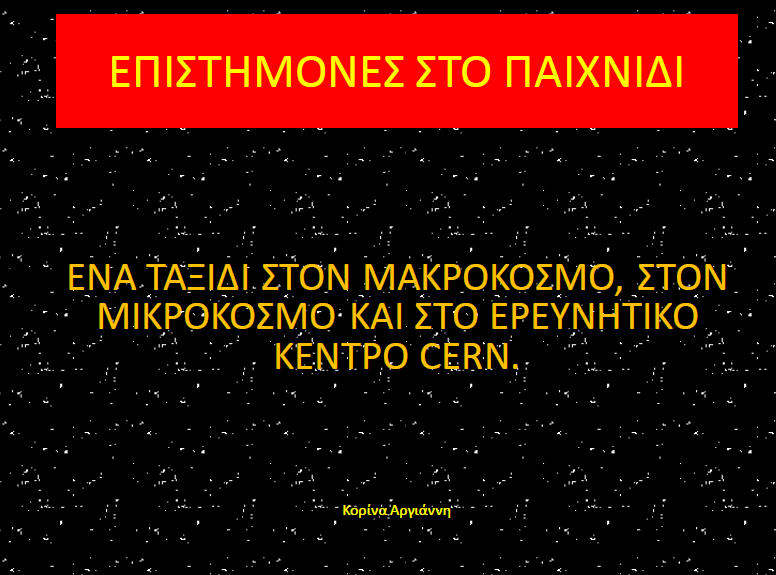 ΕΠΙΣΤΗΜΟΝΕΣ ΣΤΟ ΠΑΙΧΝΙΔΙ
ΕΝΑ ΤΑΞΙΔΙ ΣΤΟΝ ΜΑΚΡΟΚΟΣΜΟ, ΣΤΟΝ
ΜΙΚΡΟΚΟΣΜΟ ΚΑΙ ΣΤΟ ΕΡΕΥΝΗΤΙΚΟ
ΚΕΝΤΡΟ CERN.
Κορίνα Αργιάννη